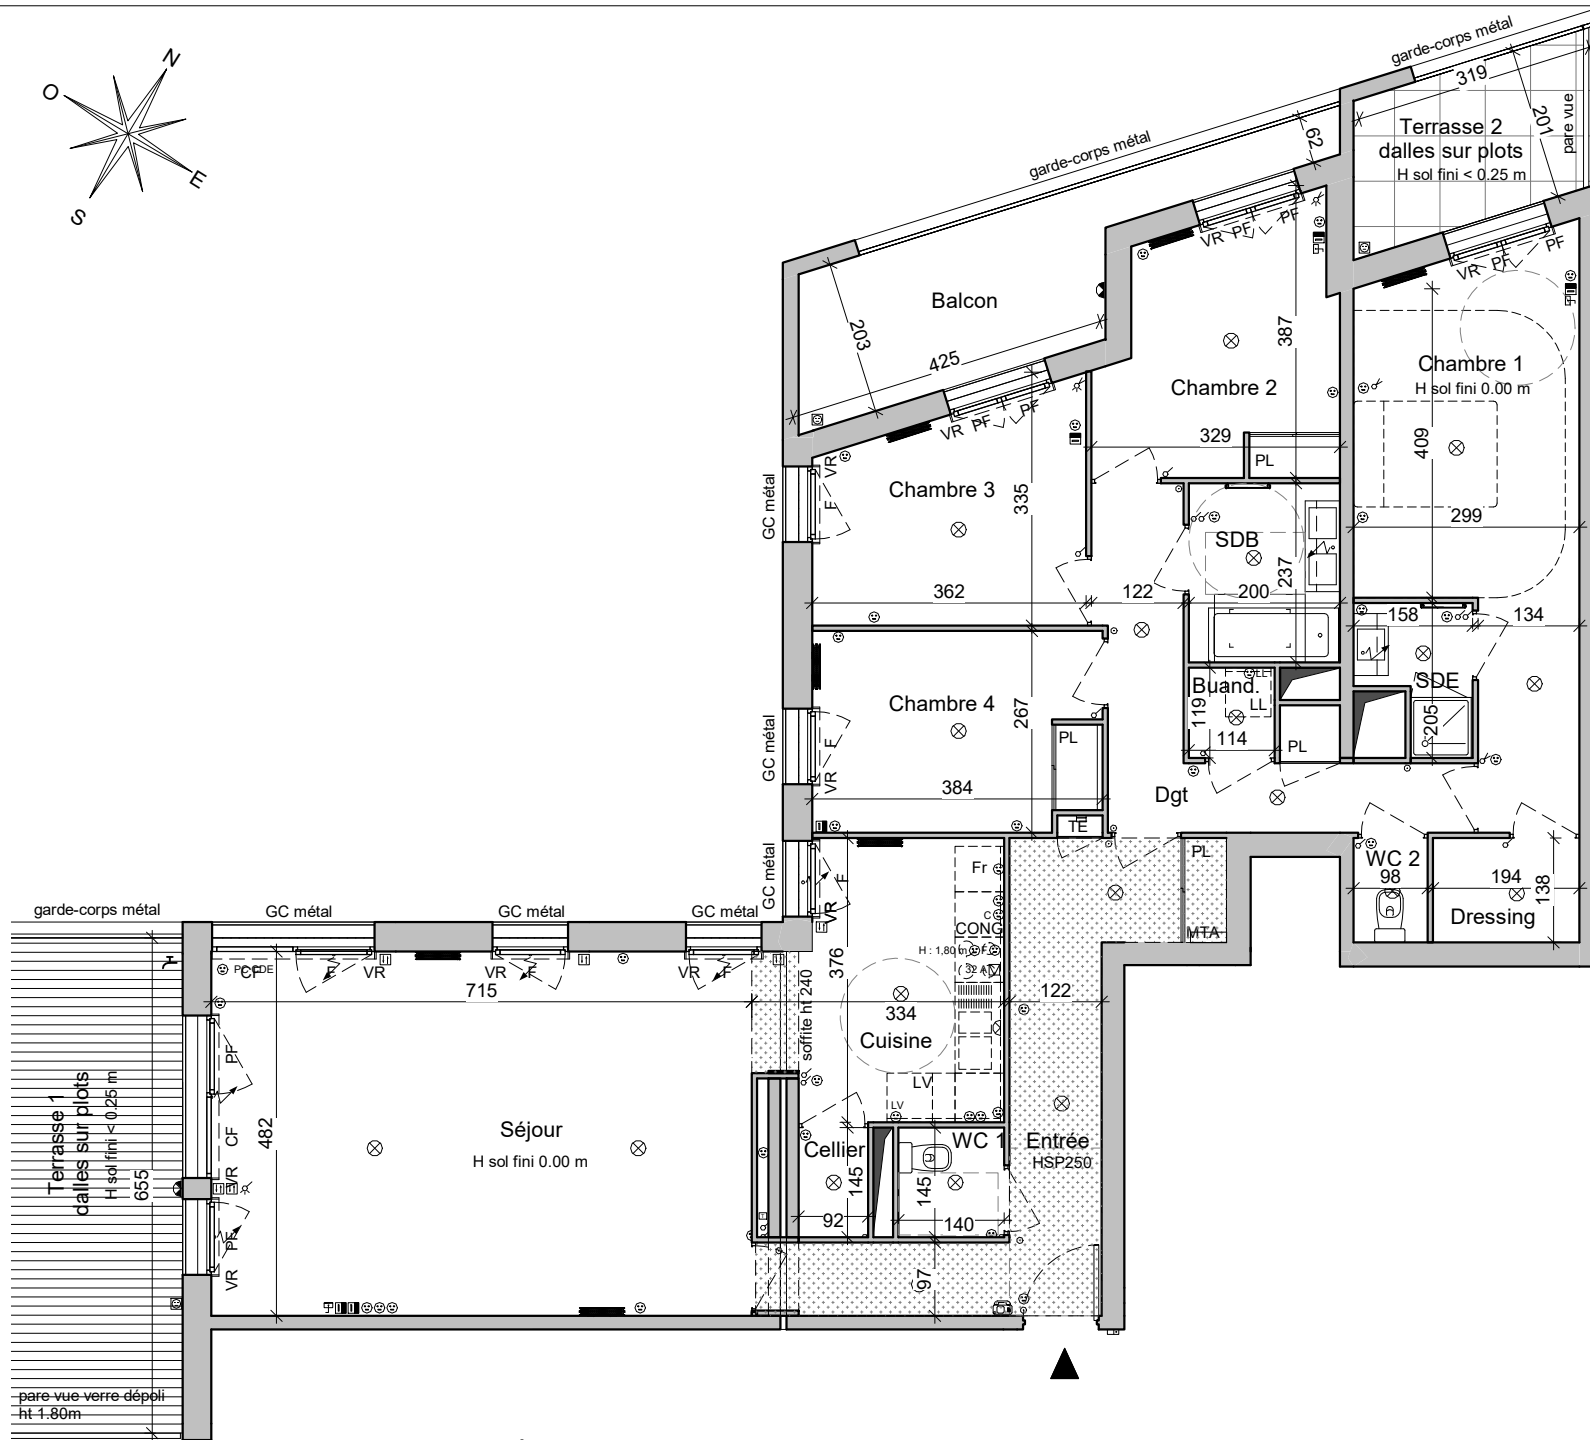 N
O
E
S
garde-corps métal
319
201
pare vue
Terrasse 2
dalles sur plots
H sol fini < 0.25 m
garde-corps métal
62
VR
PF
PF
VR
PF
PF
Balcon
203
425
387
Chambre 2
Chambre 1
H sol fini 0.00 m
409
VR
PF
PF
329
PL
GC métal
VR
F
Chambre 3
335
299
SDB
237
362
122
200
158
134
Chambre 4
267
Buand.
LL
LL
119
114
PL
SDE
205
GC métal
F
VR
PL
384
Dgt
TE
GC métal
F
VR
Fr
PL
WC 2
98
194
138
Dressing
garde-corps métal
GC métal
GC métal
GC métal
C
CONG
MTA
H : 1,80 m
F
32 A
CF
F
VR
VR
F
VR
F
715
soffite ht 240
376
334
Cuisine
122
PF
CF
VR
PF
VR
Terrasse 1
dalles sur plots
H sol fini < 0.25 m
655
482
Séjour
H sol fini 0.00 m
LV
LV
Cellier
145
92
WC 1
145
140
Entrée
HSP250
97
pare vue verre dépoli
ht 1.80m